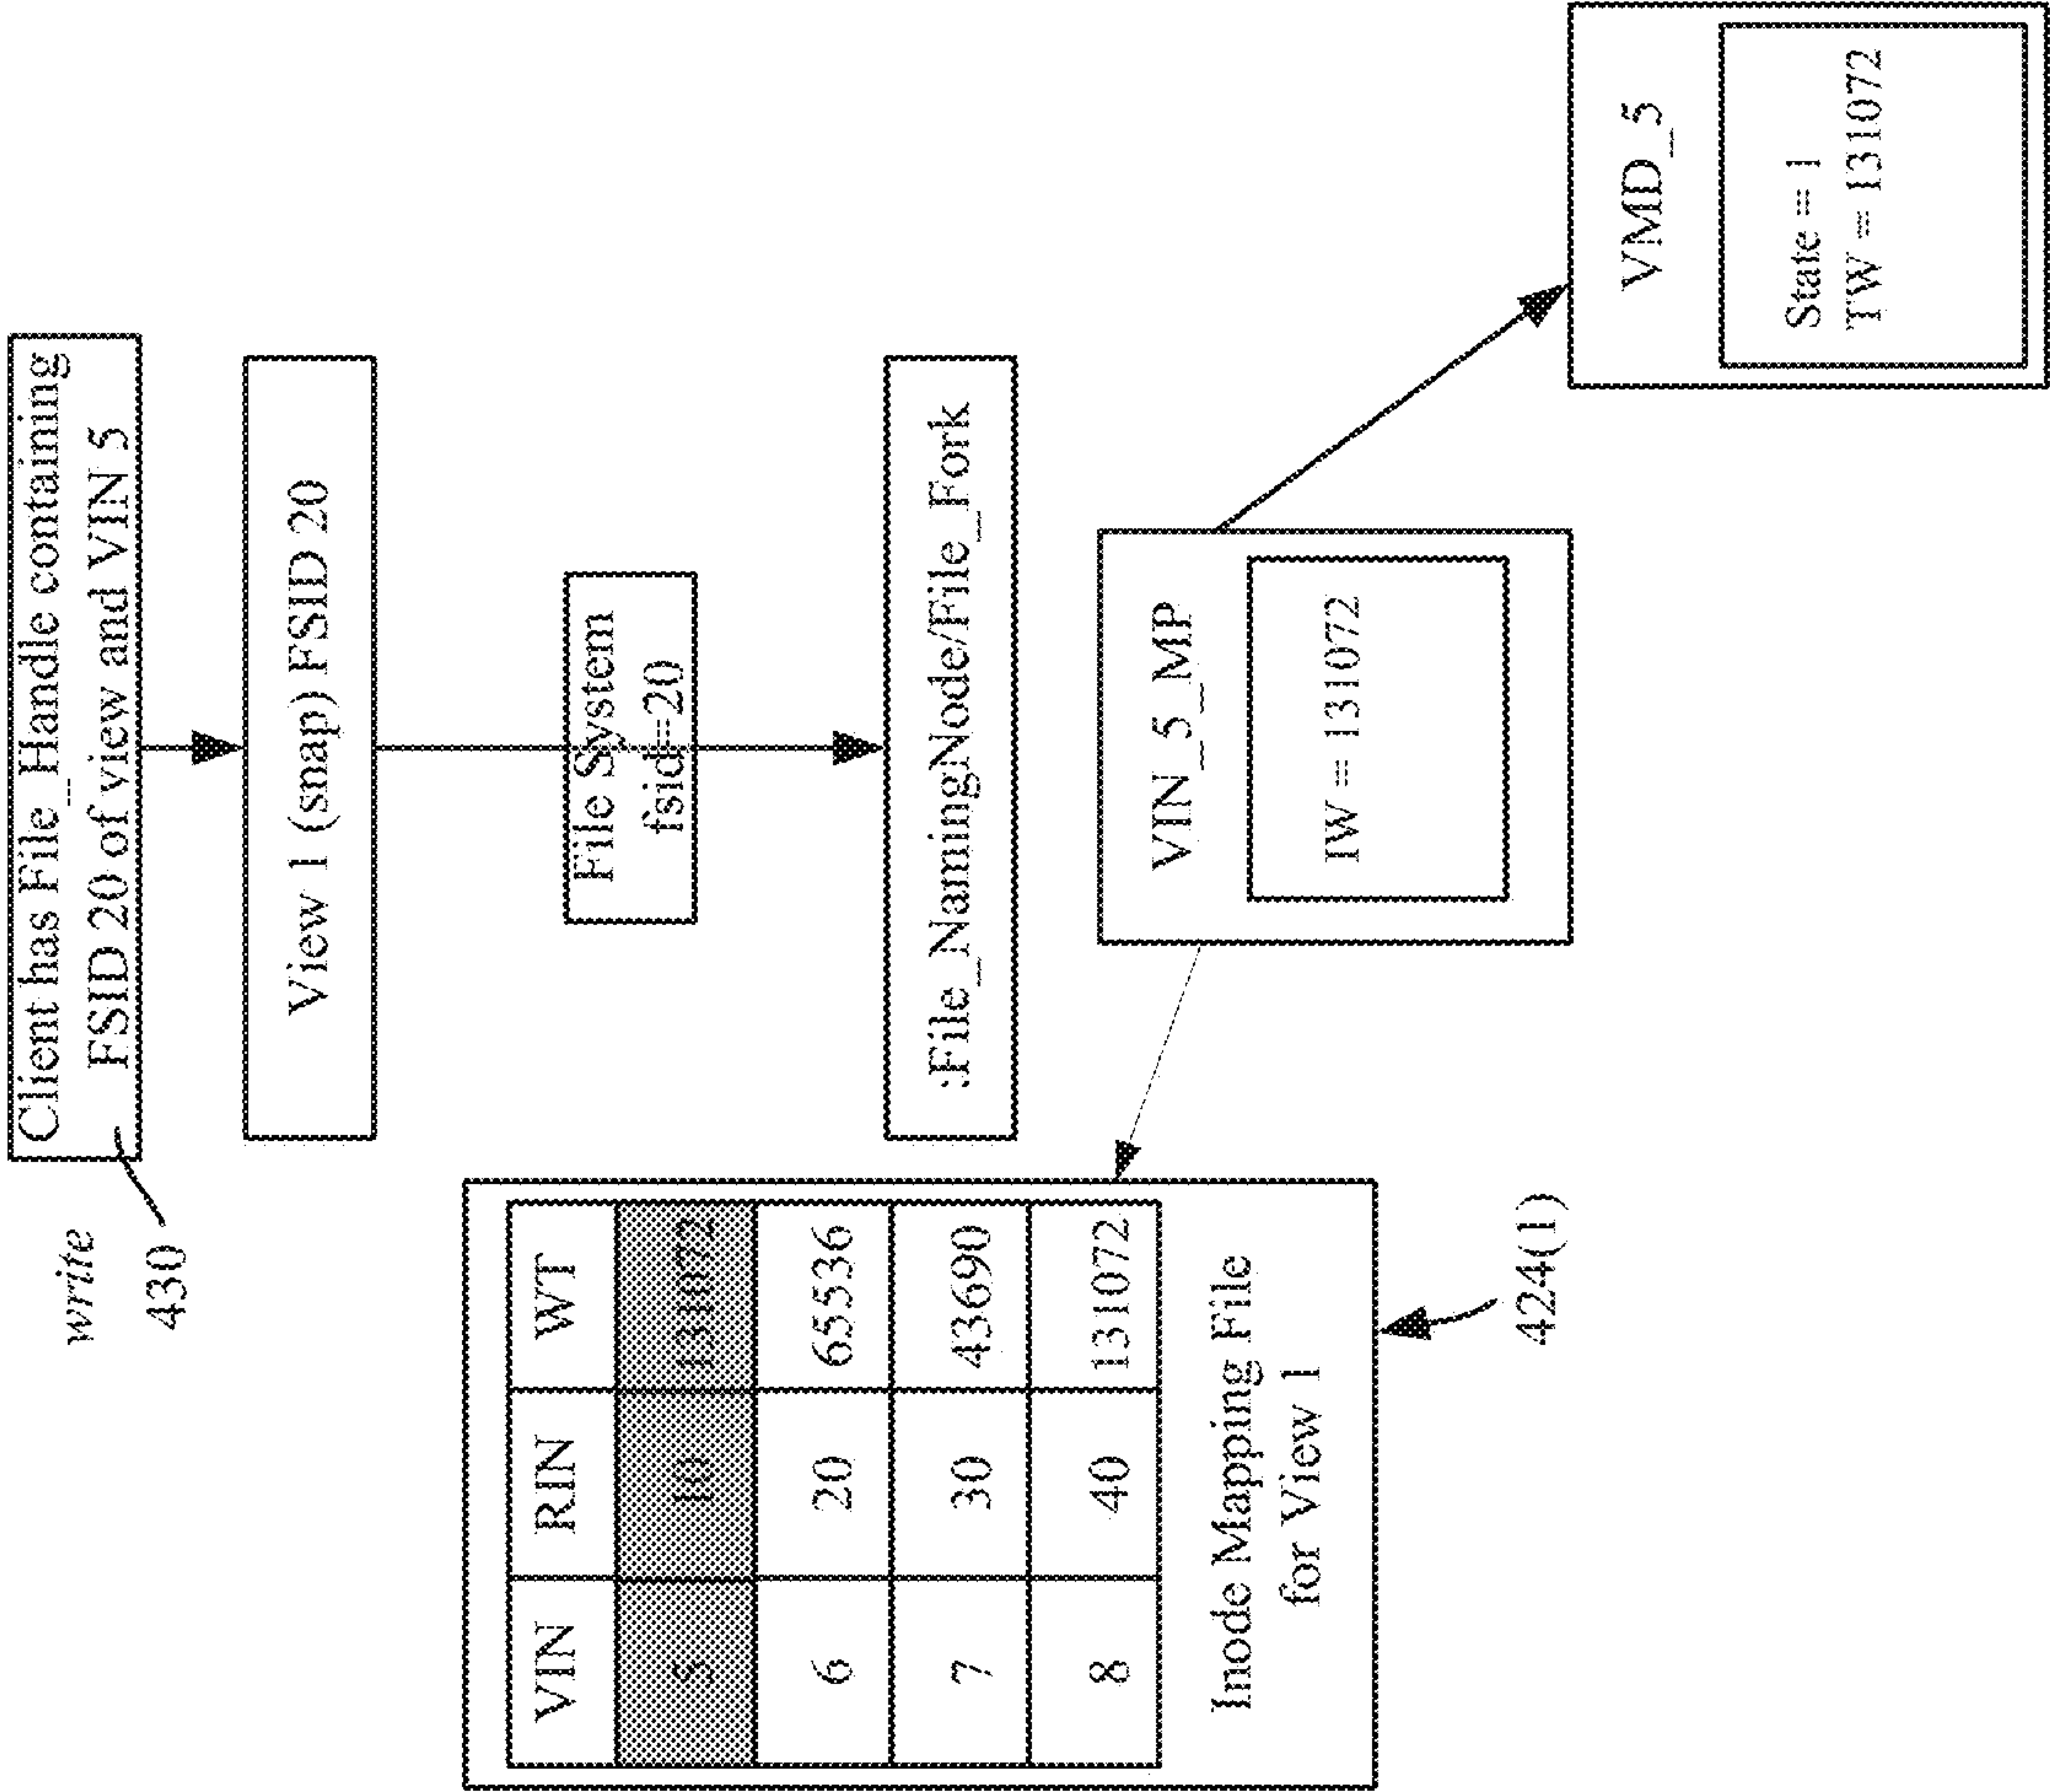 write
430
Client has File_Handle containing
FSID 20 of view and VIN 5
View 1 (snap) FSID 20
File System
fsid=20
:File_NamingNode/File_Fork
VIN RIN WT
5 10 131072
6 20 65536
7 30 43690
8 40 131072
Inode Mapping File
for View 1
424(1)
VIN_5_MP
IW = 131072
VMD_5
State = 1
TW = 131072